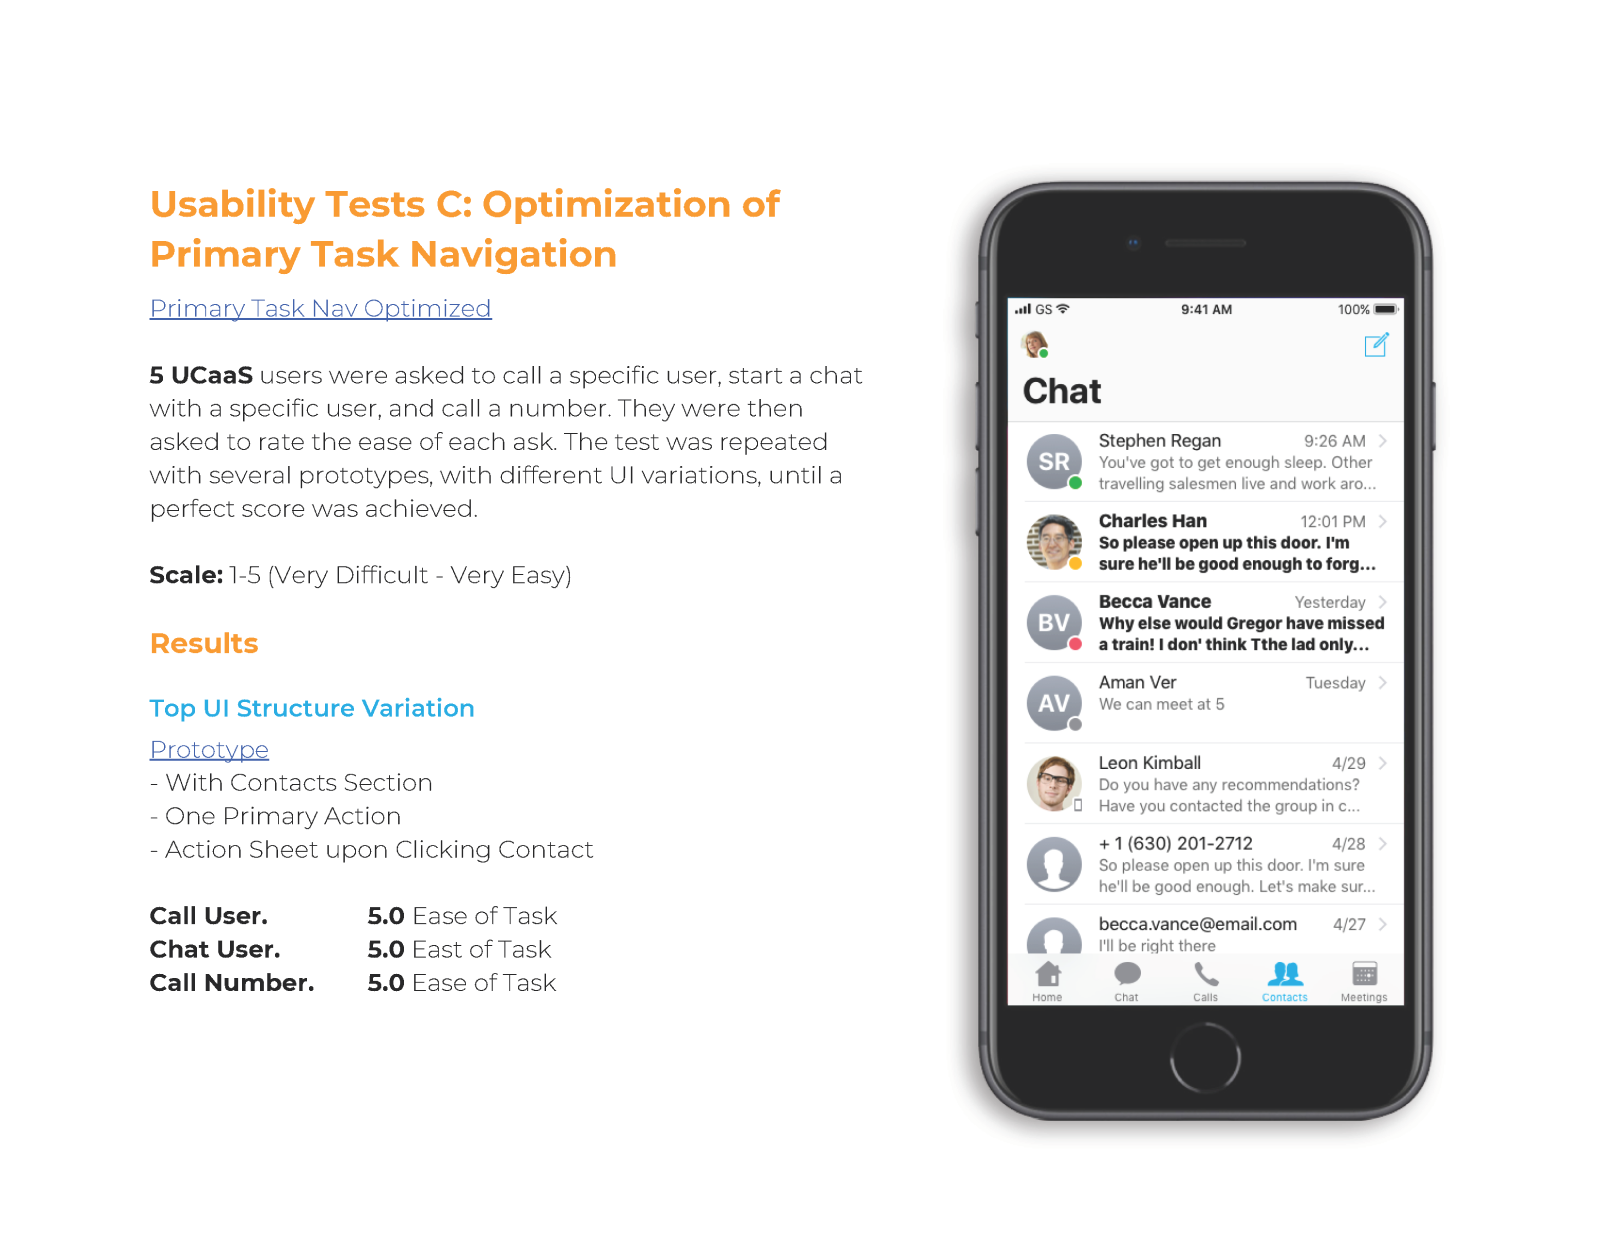 Usability Tests C: Optimization of
Primary Task Navigation
Primary Task Nav Optimized
5 UCaaS users were asked to call a specific user, start a chat
with a specific user, and call a number. They were then
asked to rate the ease of each ask. The test was repeated
with several prototypes, with different UI variations, until a
perfect score was achieved.
Scale: 1-5 (Very Difficult - Very Easy)
Results
Top UI Structure Variation
Prototype
- With Contacts Section
- One Primary Action
- Action Sheet upon Clicking Contact
Call User. 5.0 Ease of Task
Chat User. 5.0 East of Task
Call Number. 5.0 Ease of Task
GS 9:41 AM 100%
Chat
SR Stephen Regan 9:26 AM
You've got to get enough sleep. Other
travelling salesmen live and work aro...
Charles Han 12:01 PM
So please open up this door. I'm
sure he'll be good enough to forg...
BV Becca Vance Yesterday
Why else would Gregor have missed
a train! I don' think Tthe lad only...
AV Aman Ver Tuesday
We can meet at 5
Leon Kimball 4/29
Do you have any recommendations?
Have you contacted the group in c...
+ 1 (630) 201-2712 4/28
So please open up this door. I'm sure
he'll be good enough. Let's make sur...
becca.vance@email.com 4/27
I'll be right there
Home Chat Calls Contacts Meetings